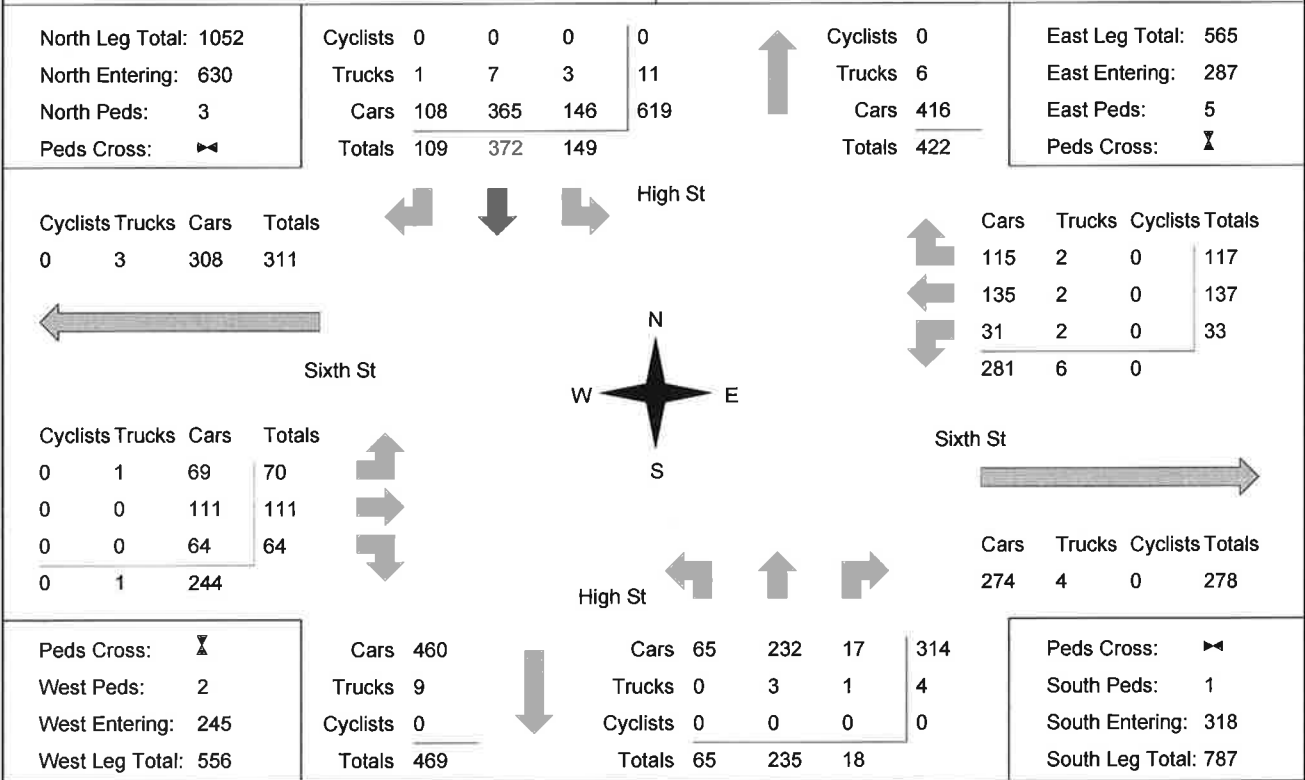 North Leg Total: 1052
North Entering: 630
North Peds: 3
Peds Cross:
Cyclists 0 0 0 0
Trucks 1 7 3 11
Cars 108 365 146 619
Totals 109 372 149
Cyclists 0
Trucks 6
Cars 416
Totals 422
East Leg Total: 565
East Entering: 287
East Peds: 5
Peds Cross:
High St
Cyclists Trucks Cars Totals
0 3 308 311
Cars Trucks Cyclists Totals
115 2 0 117
135 2 0 137
31 2 0 33
281 6 0
Sixth St
N
W E
S
Cyclists Trucks Cars Totals
0 1 69 70
0 0 111 111
0 0 64 64
0 1 244
Sixth St
Cars Trucks Cyclists Totals
274 4 0 278
High St
Peds Cross:
West Peds: 2
West Entering: 245
West Leg Total: 556
Cars 460
Trucks 9
Cyclists 0
Totals 469
Cars 65 232 17 314
Trucks 0 3 1 4
Cyclists 0 0 0 0
Totals 65 235 18
Peds Cross:
South Peds: 1
South Entering: 318
South Leg Total: 787